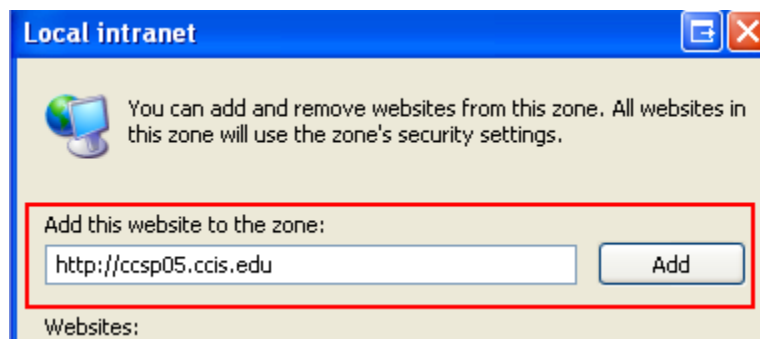 Local intranet
You can add and remove websites from this zone. All websites in
this zone will use the zone's security settings.
Add this website to the zone:
http://ccsp05.ccis.edu
Add
Websites: